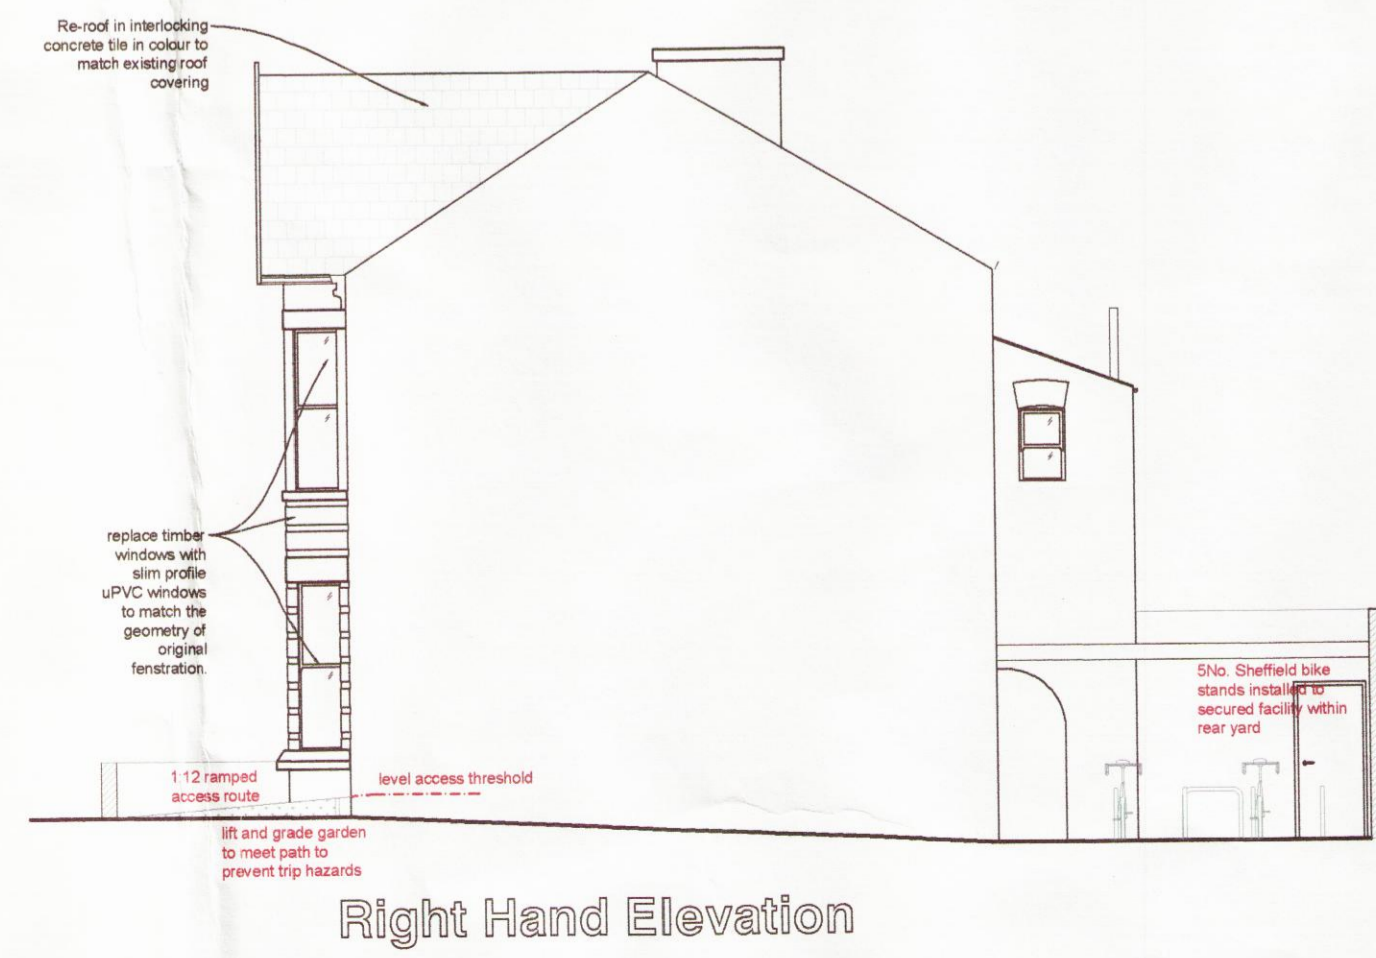 Re-roof in interlocking
concrete tile in colour to
match existing roof
covering
replace timber
windows with
slim profile
uPVC windows
to match the
geometry of
original
fenstration.
5No. Sheffield bike
stands installed to
secured facility within
rear yard
1:12 ramped
access route
level access threshold
lift and grade garden
to meet path to
prevent trip hazards
Right Hand Elevation